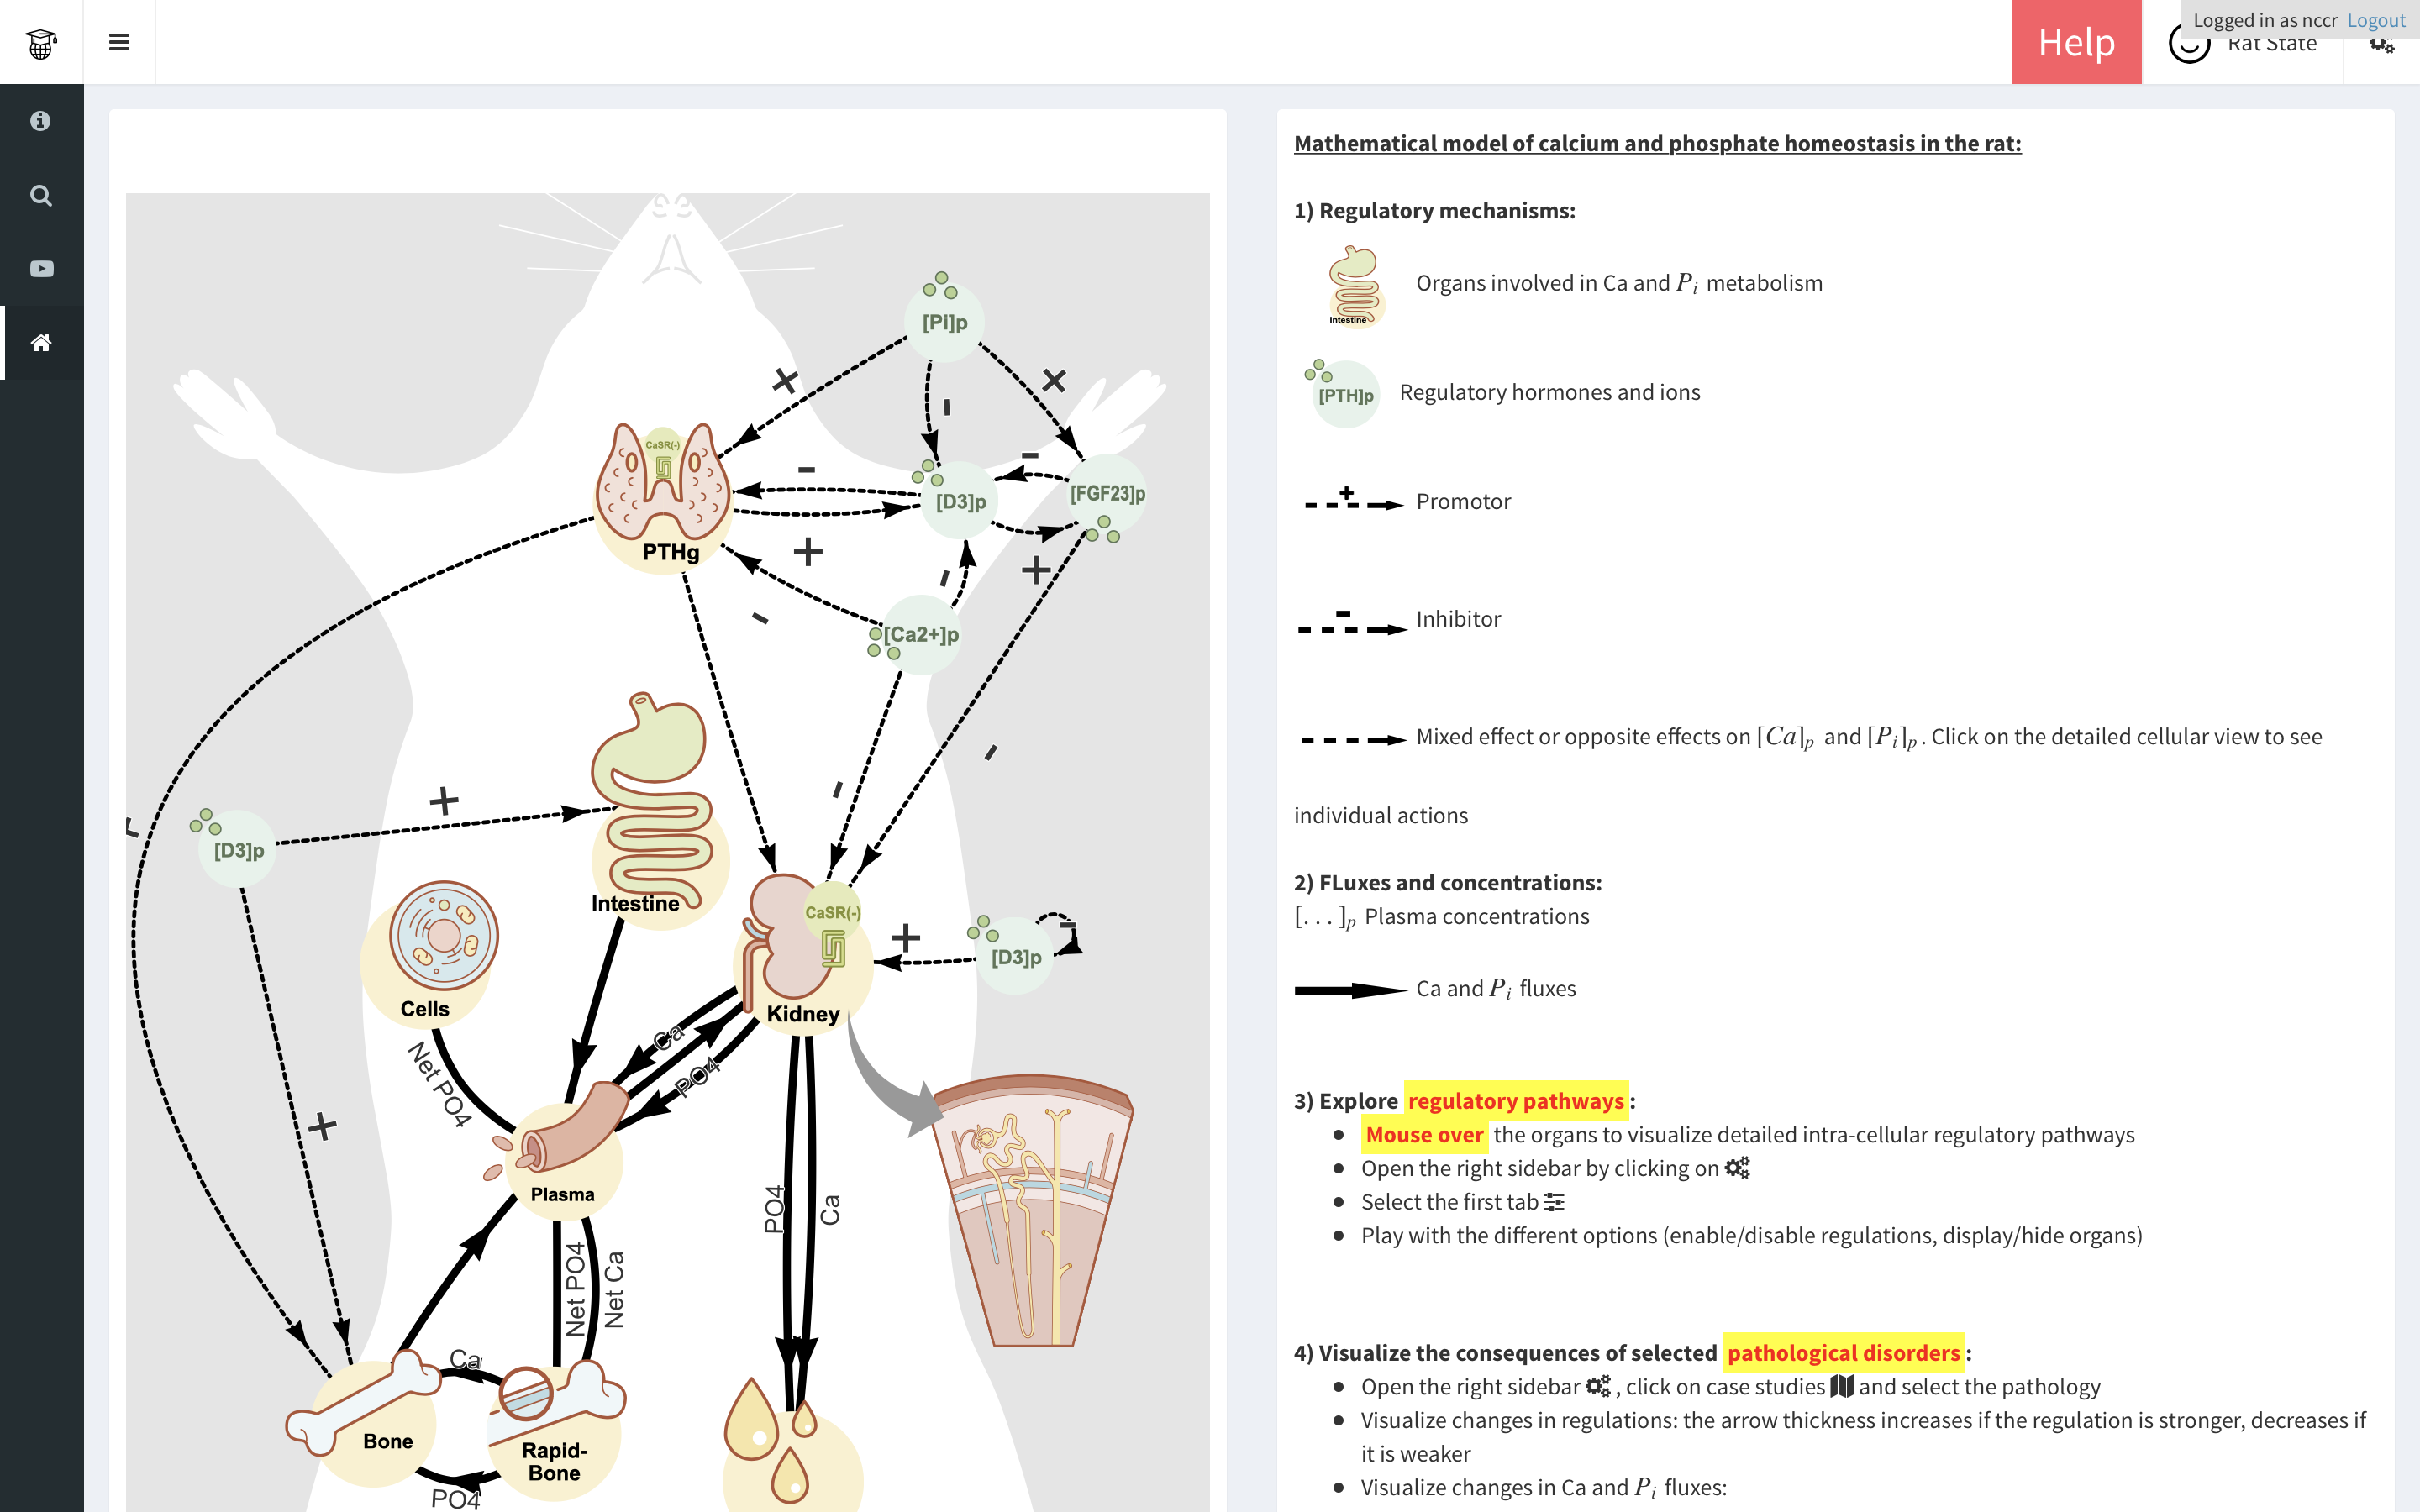 Logged in as nccr Logout
Help
Rat State
[Pi]p
CaSR(-)
PTHg
[D3]p
[FGF23]p
[Ca2+]p
+
+
-
-
-
+
+
-
-
-
-
+
[D3]p
Intestine
Cells
CaSR(-)
Kidney
+
-
[D3]p
Net PO4
Ca
PO4
+
Plasma
PO4
Ca
Net PO4
Net Ca
Ca
Bone
Rapid-
Bone
PO4
Mathematical model of calcium and phosphate homeostasis in the rat:
1) Regulatory mechanisms:
Intestine
Organs involved in Ca and Pi metabolism
[PTH]p
Regulatory hormones and ions
+
Promotor
-
Inhibitor
Mixed effect or opposite effects on [Ca]p and [Pi]p . Click on the detailed cellular view to see
individual actions
2) FLuxes and concentrations:
[. . . ]p Plasma concentrations
Ca and Pi fluxes
3) Explore regulatory pathways :
Mouse over the organs to visualize detailed intra-cellular regulatory pathways
Open the right sidebar by clicking on
Select the first tab
Play with the different options (enable/disable regulations, display/hide organs)
4) Visualize the consequences of selected pathological disorders :
Open the right sidebar , click on case studies and select the pathology
Visualize changes in regulations: the arrow thickness increases if the regulation is stronger, decreases if
it is weaker
Visualize changes in Ca and Pi fluxes: